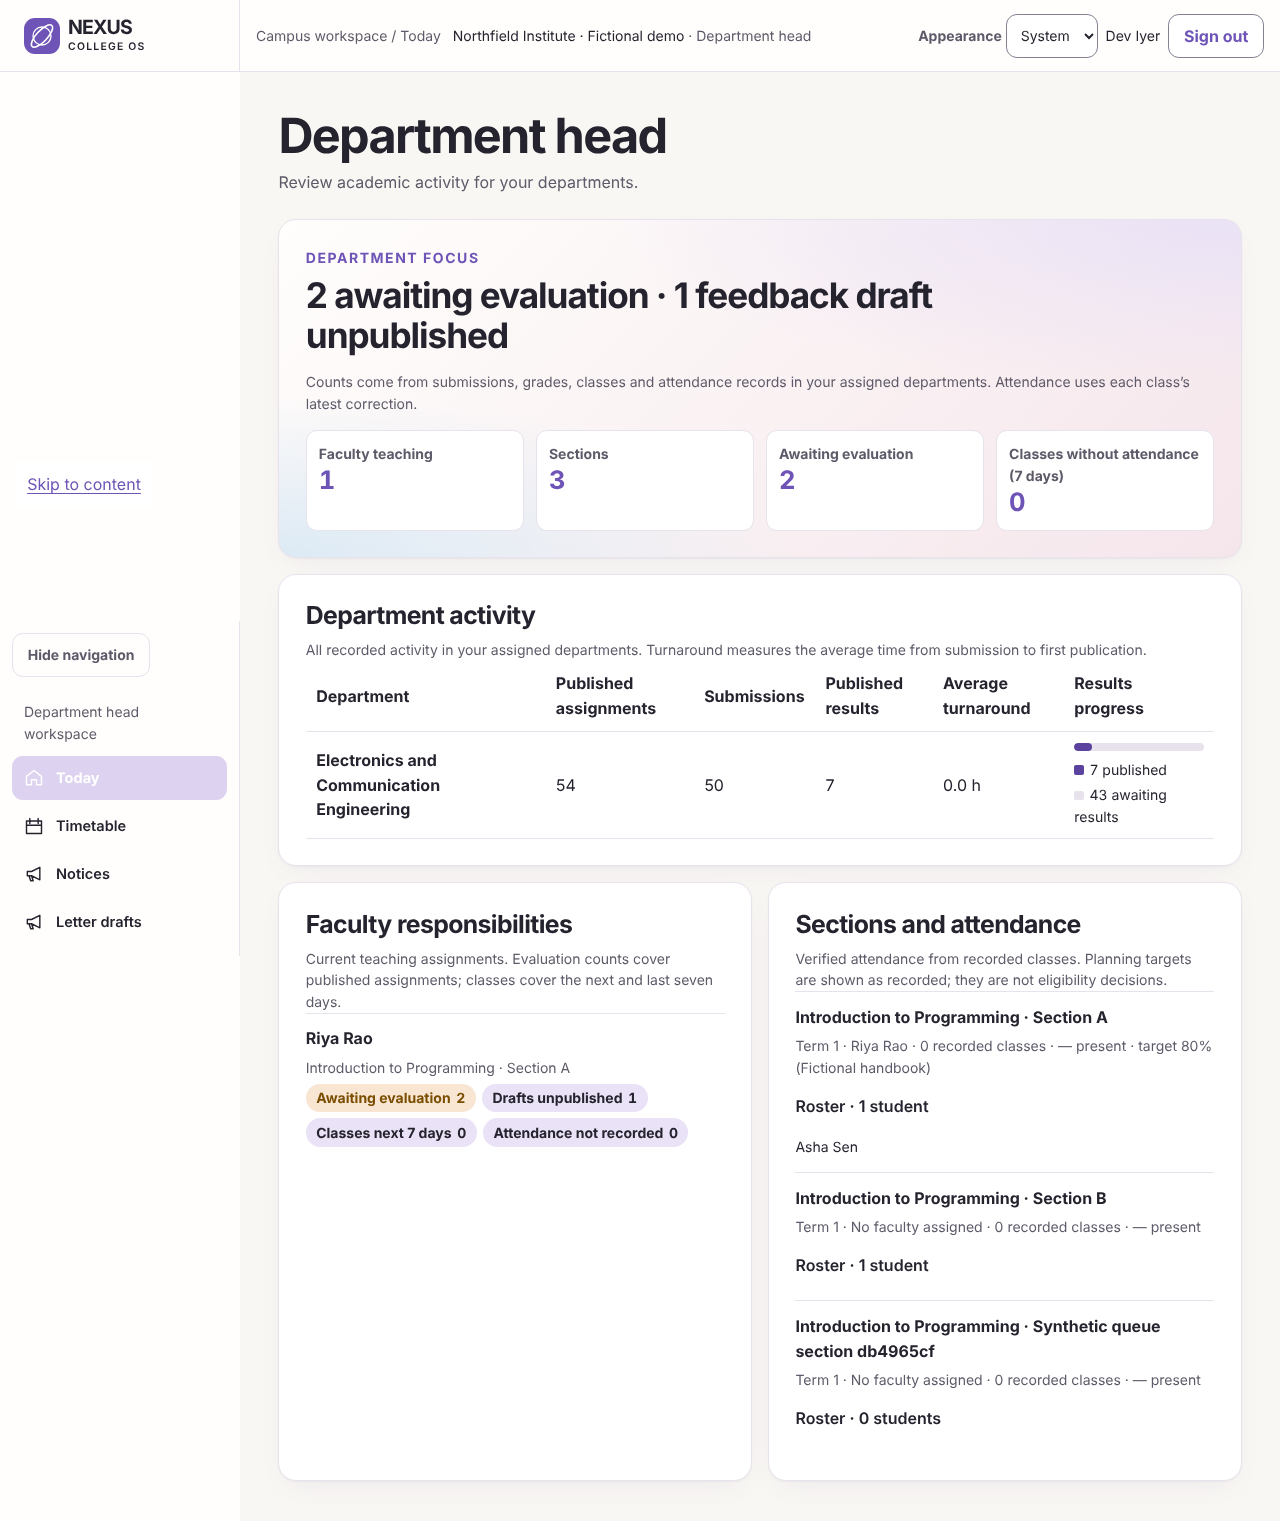 NEXUS
COLLEGE OS
Campus workspace / Today Northfield Institute · Fictional demo · Department head
Appearance System Dev Iyer Sign out
Skip to content
Hide navigation
Department head
workspace
Today
Timetable
Notices
Letter drafts
Department head
Review academic activity for your departments.
DEPARTMENT FOCUS
2 awaiting evaluation · 1 feedback draft
unpublished
Counts come from submissions, grades, classes and attendance records in your assigned departments. Attendance uses each class’s
latest correction.
Faculty teaching
1
Sections
3
Awaiting evaluation
2
Classes without attendance
(7 days)
0
Department activity
All recorded activity in your assigned departments. Turnaround measures the average time from submission to first publication.
Department
Published
assignments
Submissions
Published
results
Average
turnaround
Results
progress
Electronics and
Communication
Engineering
54
50
7
0.0 h
7 published
43 awaiting
results
Faculty responsibilities
Current teaching assignments. Evaluation counts cover
published assignments; classes cover the next and last seven
days.
Riya Rao
Introduction to Programming · Section A
Awaiting evaluation 2 Drafts unpublished 1
Classes next 7 days 0 Attendance not recorded 0
Sections and attendance
Verified attendance from recorded classes. Planning targets
are shown as recorded; they are not eligibility decisions.
Introduction to Programming · Section A
Term 1 · Riya Rao · 0 recorded classes · — present · target 80%
(Fictional handbook)
Roster · 1 student
Asha Sen
Introduction to Programming · Section B
Term 1 · No faculty assigned · 0 recorded classes · — present
Roster · 1 student
Introduction to Programming · Synthetic queue
section db4965cf
Term 1 · No faculty assigned · 0 recorded classes · — present
Roster · 0 students